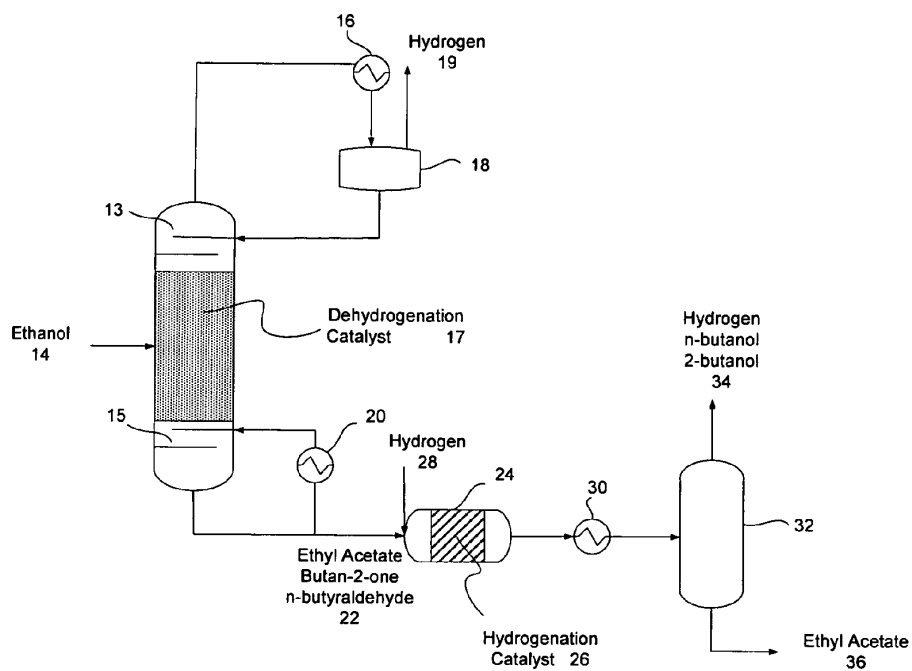 16
Hydrogen
19
18
13
Dehydrogenation
Catalyst 17
Ethanol
14
15
20
Hydrogen
28
24
30
Hydrogen
n-butanol
2-butanol
34
32
Ethyl Acetate
Butan-2-one
n-butyraldehyde
22
Hydrogenation
Catalyst 26
Ethyl Acetate
36